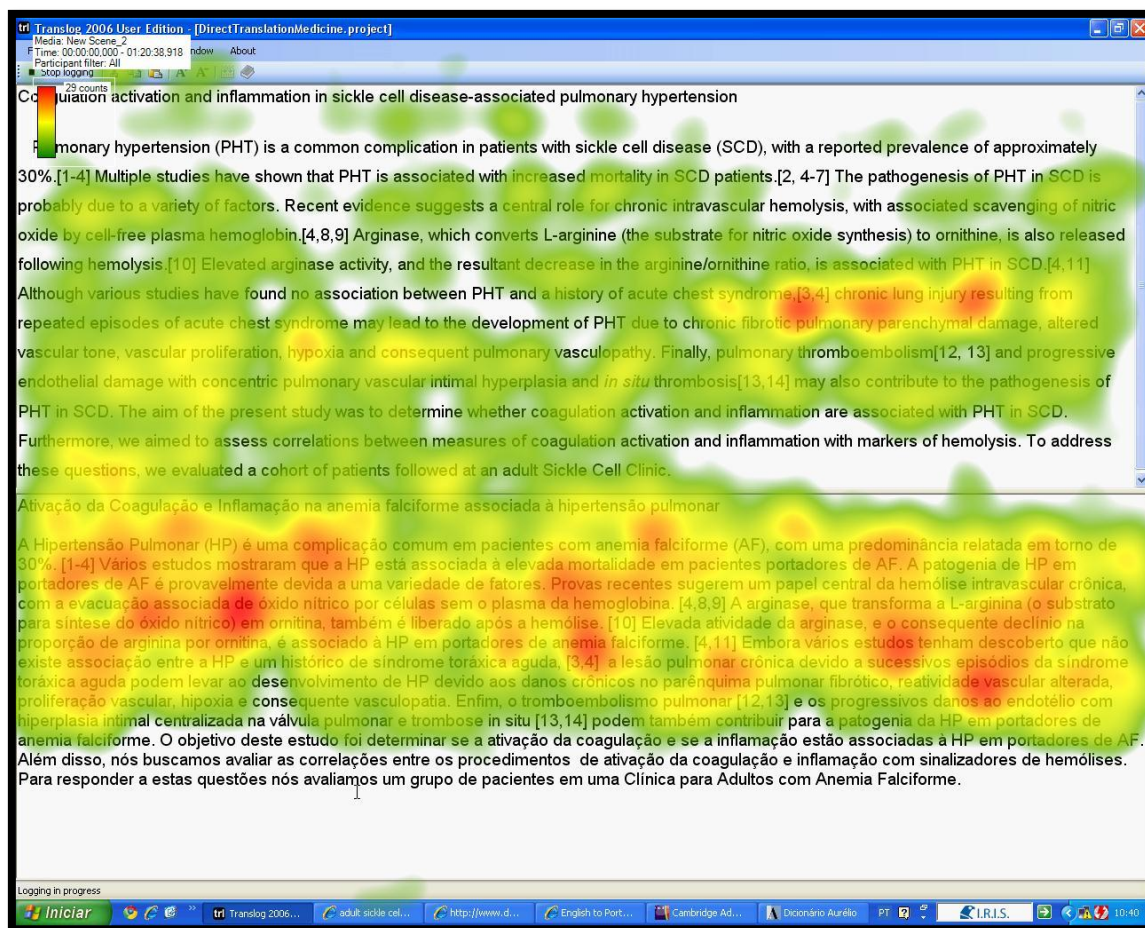 trl Translog 2006 User Edition - [DirectTranslationMedicine.project]
Media: New Scene_2
Time: 00:00:00,000 - 01:20:38,918
Participant filter: All
About
Stop logging
29 counts
activation and inflammation in sickle cell disease-associated pulmonary hypertension
hypertension (PHT) is a common complication in patients with sickle cell disease (SCD), with a reported prevalence of approximately
30%.[1-4] Multiple studies have shown that PHT is associated with increased mortality in SCD patients.[2, 4-7] The pathogenesis of PHT in SCD is
probably due to a variety of factors. Recent evidence suggests a central role for chronic intravascular hemolysis, with associated scavenging of nitric
oxide by cell-free plasma hemoglobin.[4,8,9] Arginase, which converts L-arginine (the substrate for nitric oxide synthesis) to ornithine, is also released
following hemolysis.[10] Elevated arginase activity, and the resultant decrease in the arginine/ornithine ratio, is associated with PHT in SCD.[4,11]
Although various studies have found no association between PHT and a history of acute chest syndrome,[3,4] chronic lung injury resulting from
repeated episodes of acute chest syndrome may lead to the development of PHT due to chronic fibrotic pulmonary parenchymal damage, altered
vascular tone, vascular proliferation, hypoxia and consequent pulmonary vasculopathy. Finally, pulmonary thromboembolism[12, 13] and progressive
endothelial damage with concentric pulmonary vascular intimal hyperplasia and in situ thrombosis[13,14] may also contribute to the pathogenesis of
PHT in SCD. The aim of the present study was to determine whether coagulation activation and inflammation are associated with PHT in SCD.
Furthermore, we aimed to assess correlations between measures of coagulation activation and inflammation with markers of hemolysis. To address
these questions, we evaluated a cohort of patients followed at an adult Sickle Cell Clinic.
Ativação da Coagulação e Inflamação na anemia falciforme associada à hipertensão pulmonar
A Hipertensão Pulmonar (HP) é uma complicação comum em pacientes com anemia falciforme (AF), com uma predominância relatada em torno de
30%. [1-4] Vários estudos mostraram que a HP está associada à elevada mortalidade em pacientes portadores de AF. A patogenia de HP em
portadores de AF é provavelmente devida a uma variedade de fatores. Provas recentes sugerem um papel central da hemólise intravascular crônica,
com a evacuação associada de óxido nítrico por células sem o plasma da hemoglobina. [4,8,9] A arginase, que transforma a L-arginina (o substrato
para síntese do óxido nítrico) em ornitina, também é liberado após a hemólise. [10] Elevada atividade da arginase, e o consequente declínio na
proporção de arginina por ornitina, é associado à HP em portadores de anemia falciforme. [4,11] Embora vários estudos tenham descoberto que não
existe associação entre a HP e um histórico de síndrome toráxica aguda, [3,4]  a lesão pulmonar crônica devido a sucessivos episódios da síndrome
toráxica aguda podem levar ao desenvolvimento de HP devido aos danos crônicos no parênquima pulmonar fibrótico, reatividade vascular alterada,
proliferação vascular, hipoxia e consequente vasculopatia. Enfim, o tromboembolismo pulmonar [12,13] e os progressivos danos ao endotélio com
hiperplasia intimal centralizada na válvula pulmonar e trombose in situ [13,14] podem também contribuir para a patogenia da HP em portadores de
anemia falciforme. O objetivo deste estudo foi determinar se a ativação da coagulação e se a inflamação estão associadas à HP em portadores de AF.
Além disso, nós buscamos avaliar as correlações entre os procedimentos  de ativação da coagulação e inflamação com sinalizadores de hemólises.
Para responder a estas questões nós avaliamos um grupo de pacientes em uma Clínica para Adultos com Anemia Falciforme.
Logging in progress
Iniciar trl Translog 2006... adult sickle cel... http://www.d... English to Port... Cambridge Ad... Dicionário Aurélio PT I.R.I.S. 10:40